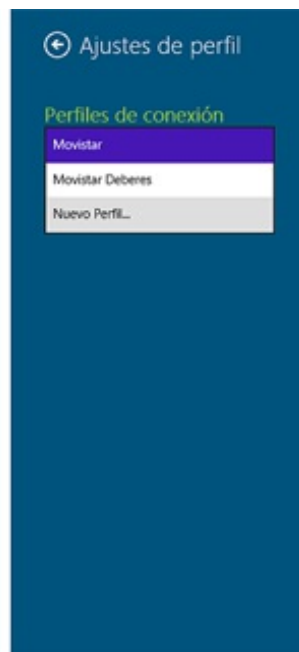 Ajustes de perfil
Perfiles de conexión
Movistar
Movistar Deberes
Nuevo Perfil...